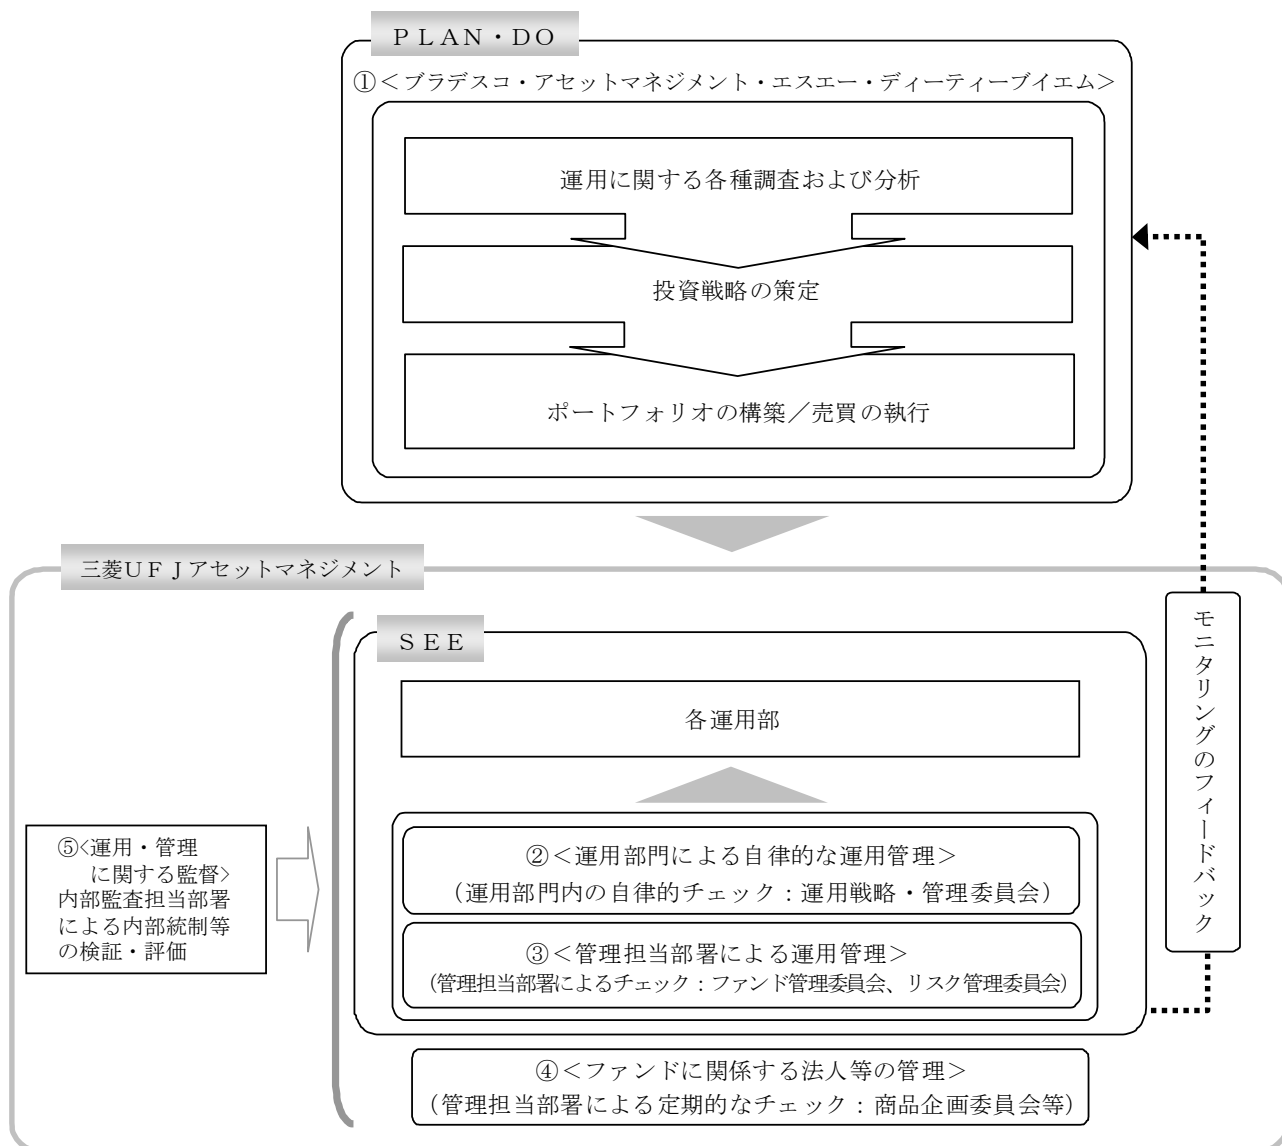 ＰＬＡＮ・ＤＯ
①＜ブラデスコ・アセットマネジメント・エスエー・ディーティーブイエム＞
運用に関する各種調査および分析
投資戦略の策定
ポートフォリオの構築／売買の執行
三菱ＵＦＪアセットマネジメント
ＳＥＥ
各運用部
②＜運用部門による自律的な運用管理＞
（運用部門内の自律的チェック：運用戦略・管理委員会）
③＜管理担当部署による運用管理＞
（管理担当部署によるチェック：ファンド管理委員会、リスク管理委員会）
④＜ファンドに関係する法人等の管理＞
（管理担当部署による定期的なチェック：商品企画委員会等）
⑤<運用・管理
に関する監督>
内部監査担当部署
による内部統制等
の検証・評価
モニタリングのフィードバック